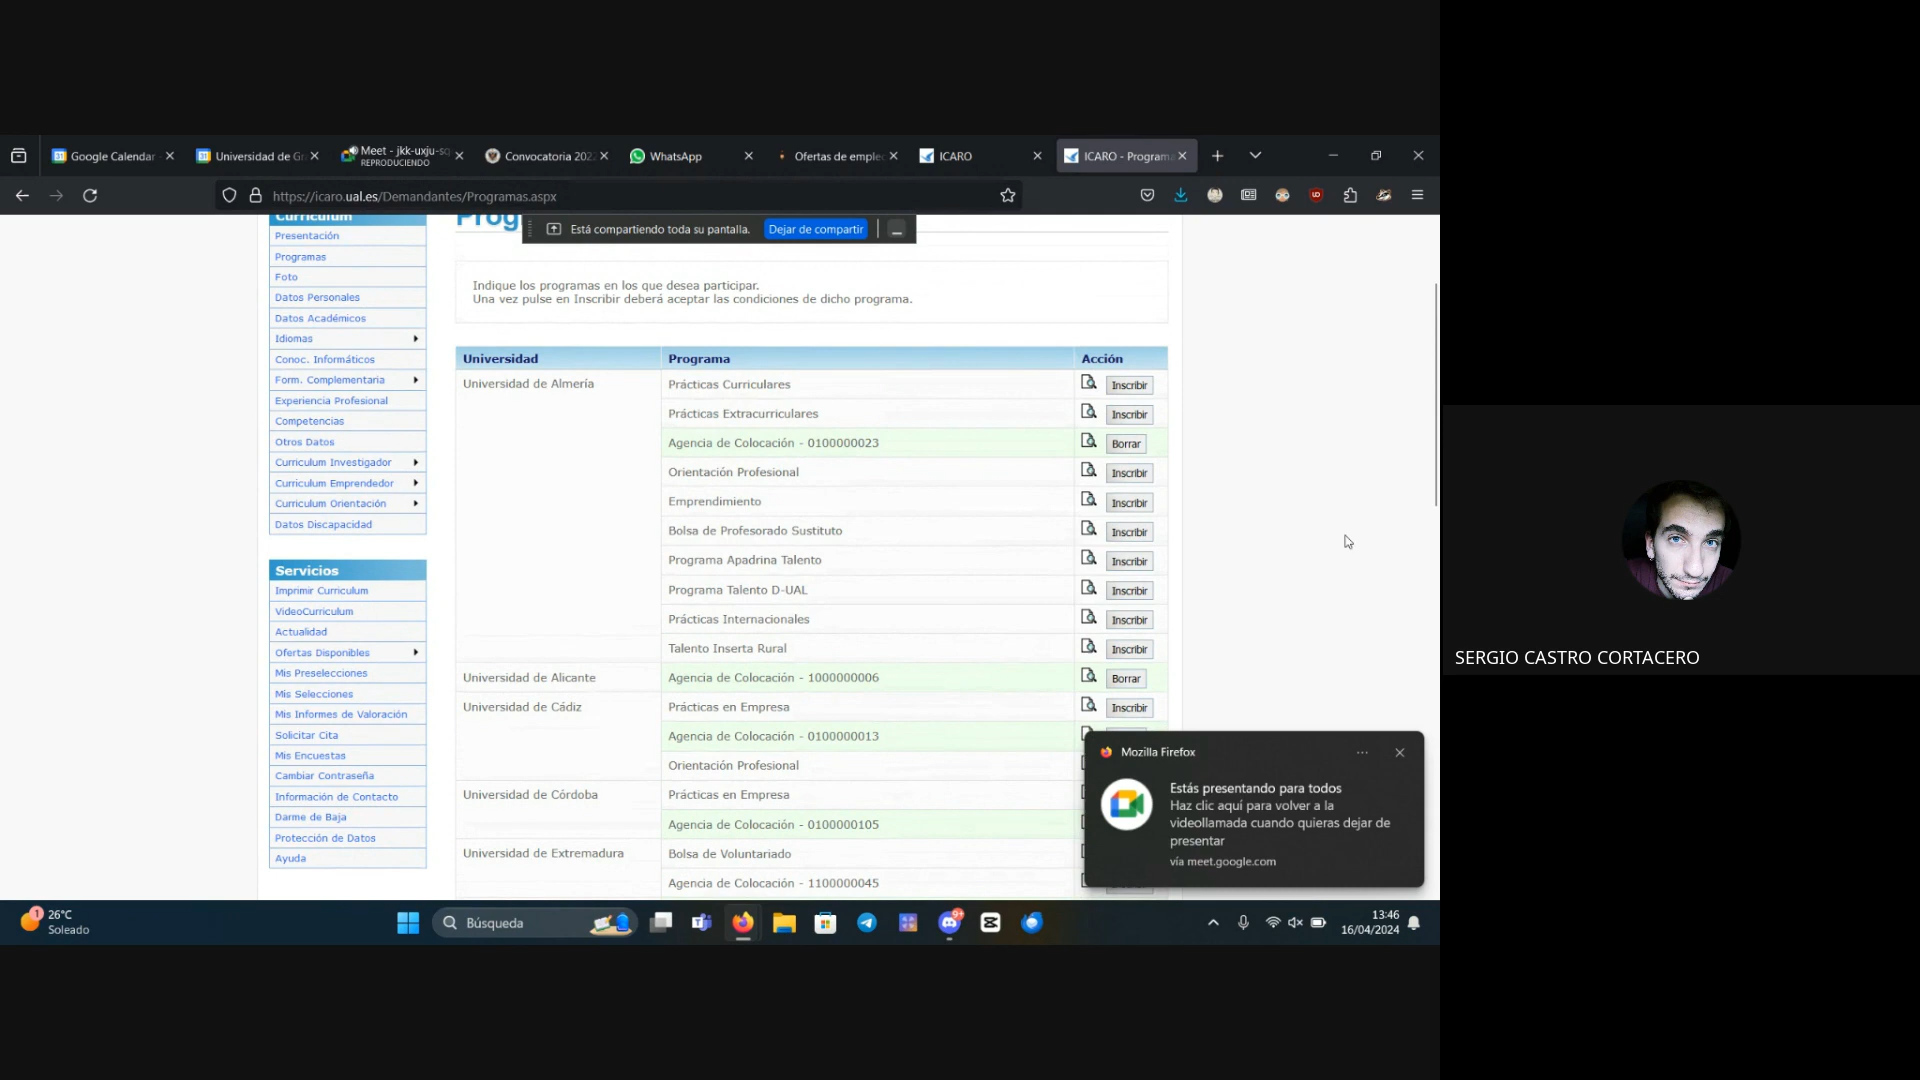 Google Calendar
Universidad de Gr
Meet - jkk-uxju-sq
REPRODUCIENDO
Convocatoria 202
WhatsApp
Ofertas de emple
ICARO
ICARO - Program
https://icaro.ual.es/Demandantes/Programas.aspx
Está compartiendo toda su pantalla.
Dejar de compartir
Curriculum
Presentación
Programas
Foto
Datos Personales
Datos Académicos
Idiomas
Conoc. Informáticos
Form. Complementaria
Experiencia Profesional
Competencias
Otros Datos
Curriculum Investigador
Curriculum Emprendedor
Curriculum Orientación
Datos Discapacidad
Servicios
Imprimir Curriculum
VideoCurriculum
Actualidad
Ofertas Disponibles
Mis Preselecciones
Mis Selecciones
Mis Informes de Valoración
Solicitar Cita
Mis Encuestas
Cambiar Contraseña
Información de Contacto
Darme de Baja
Protección de Datos
Ayuda
Prog
Indique los programas en los que desea participar.
Una vez pulse en Inscribir deberá aceptar las condiciones de dicho programa.
Universidad Programa Acción
Universidad de Almería Prácticas Curriculares Inscribir
Prácticas Extracurriculares Inscribir
Agencia de Colocación - 0100000023 Borrar
Orientación Profesional Inscribir
Emprendimiento Inscribir
Bolsa de Profesorado Sustituto Inscribir
Programa Apadrina Talento Inscribir
Programa Talento D-UAL Inscribir
Prácticas Internacionales Inscribir
Talento Inserta Rural Inscribir
Universidad de Alicante Agencia de Colocación - 1000000006 Borrar
Universidad de Cádiz Prácticas en Empresa Inscribir
Agencia de Colocación - 0100000013
Orientación Profesional
Universidad de Córdoba Prácticas en Empresa
Agencia de Colocación - 0100000105
Universidad de Extremadura Bolsa de Voluntariado
Agencia de Colocación - 1100000045
Mozilla Firefox
Estás presentando para todos
Haz clic aquí para volver a la
videollamada cuando quieras dejar de
presentar
vía meet.google.com
1
26°C
Soleado
Búsqueda
9+
13:46
16/04/2024
SERGIO CASTRO CORTACERO